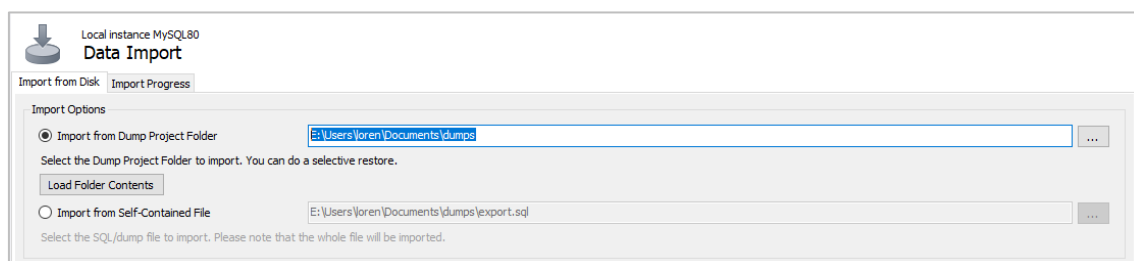 Local instance MySQL80
Data Import
Import from Disk Import Progress
Import Options
Import from Dump Project Folder E:\Users\loren\Documents\dumps ...
Select the Dump Project Folder to import. You can do a selective restore.
Load Folder Contents
Import from Self-Contained File E:\Users\loren\Documents\dumps\export.sql ...
Select the SQL/dump file to import. Please note that the whole file will be imported.